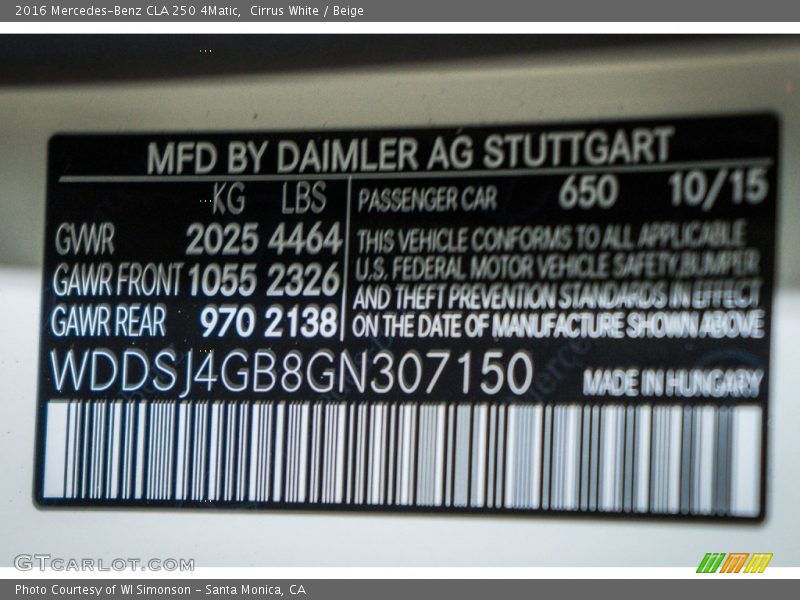 2016 Mercedes-Benz CLA 250 4Matic,  Cirrus White / Beige
MFD BY DAIMLER AG STUTTGART
KG LBS
PASSENGER CAR 650 10/15
GVWR 2025 4464
GAWR FRONT 1055 2326
GAWR REAR 970 2138
THIS VEHICLE CONFORMS TO ALL APPLICABLE
U.S. FEDERAL MOTOR VEHICLE SAFETY,BUMPER
AND THEFT PREVENTION STANDARDS IN EFFECT
ON THE DATE OF MANUFACTURE SHOWN ABOVE
WDDSJ4GB8GN307150
MADE IN HUNGARY
GTCARLOT.COM
Photo Courtesy of WI Simonson - Santa Monica, CA